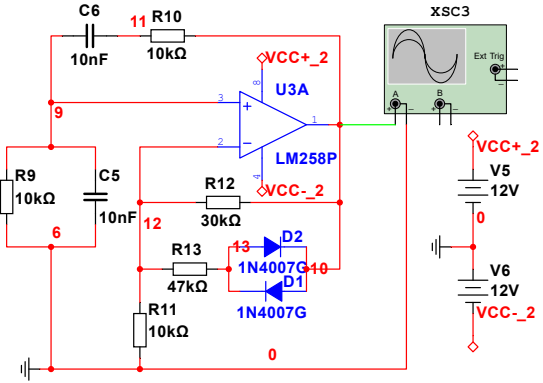 C6
10nF
11
R10
10kΩ
XSC3
Ext Trig
+
_
A
B
+
_
+
_
VCC+_2
8
U3A
3
1
2
4
LM258P
VCC-_2
9
R9
10kΩ
C5
10nF
6
R12
30kΩ
12
R13
47kΩ
13
D2
1N4007G
10
D1
1N4007G
R11
10kΩ
0
VCC+_2
V5
12V
0
V6
12V
VCC-_2